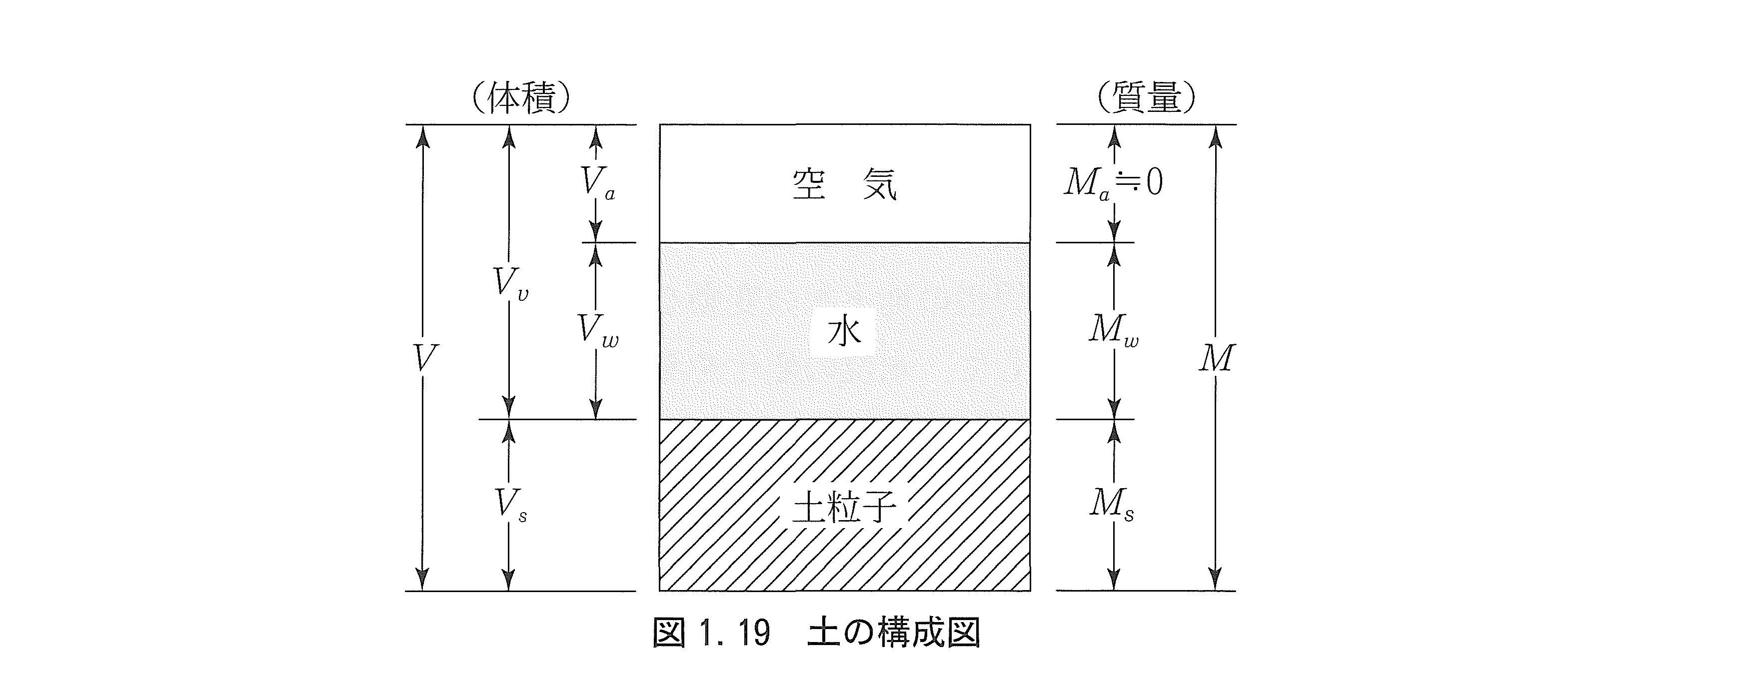 (体積)
(質量)
V_a
空 気
M_a≒0
V_v
V_w
水
M_w
V
M
V_s
土粒子
M_s
図 1.19 土の構成図